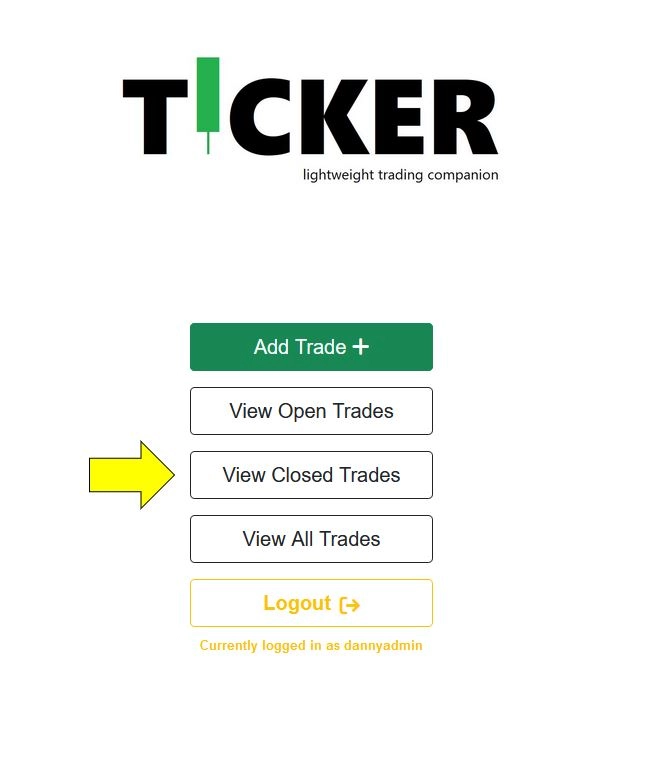 TICKER
lightweight trading companion
Add Trade +
View Open Trades
View Closed Trades
View All Trades
Logout
Currently logged in as dannyadmin